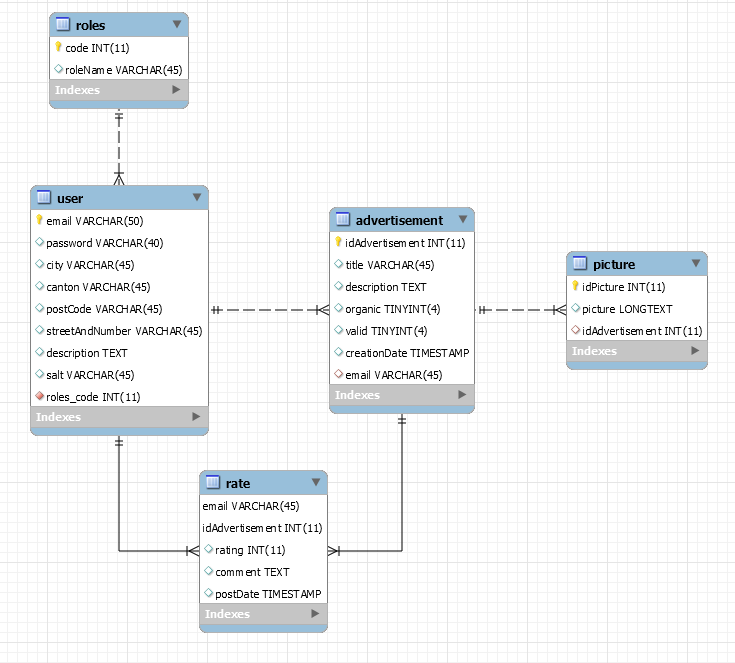 roles
code INT(11)
roleName VARCHAR(45)
Indexes
user
email VARCHAR(50)
password VARCHAR(40)
city VARCHAR(45)
canton VARCHAR(45)
postCode VARCHAR(45)
streetAndNumber VARCHAR(45)
description TEXT
salt VARCHAR(45)
roles_code INT(11)
Indexes
advertisement
idAdvertisement INT(11)
title VARCHAR(45)
description TEXT
organic TINYINT(4)
valid TINYINT(4)
creationDate TIMESTAMP
email VARCHAR(45)
Indexes
picture
idPicture INT(11)
picture LONGTEXT
idAdvertisement INT(11)
Indexes
rate
email VARCHAR(45)
idAdvertisement INT(11)
rating INT(11)
comment TEXT
postDate TIMESTAMP
Indexes